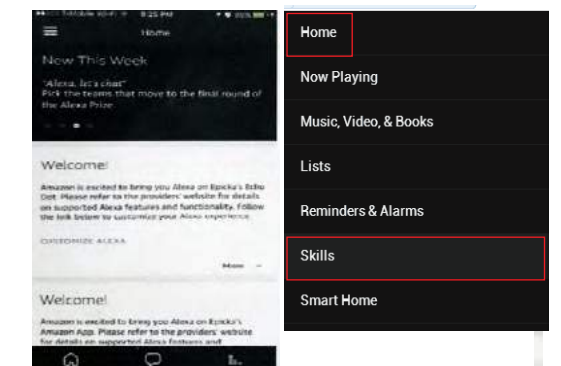 8:25 PM
Home
New This Week
"Alexa, let's chat"
Pick the teams that move to the final round of
the Alexa Prize.
Welcome!
Amazon is excited to bring you Alexa on Epicka's Echo
Dot. Please refer to the providers' website for details
on supported Alexa features and functionality. Follow
the link below to customize your Alexa experience.
CUSTOMIZE ALEXA
More
Welcome!
Amazon is excited to bring you Alexa on Epicka's
Amazon App. Please refer to the providers' website
for details on supported Alexa features and
Home
Now Playing
Music, Video, & Books
Lists
Reminders & Alarms
Skills
Smart Home